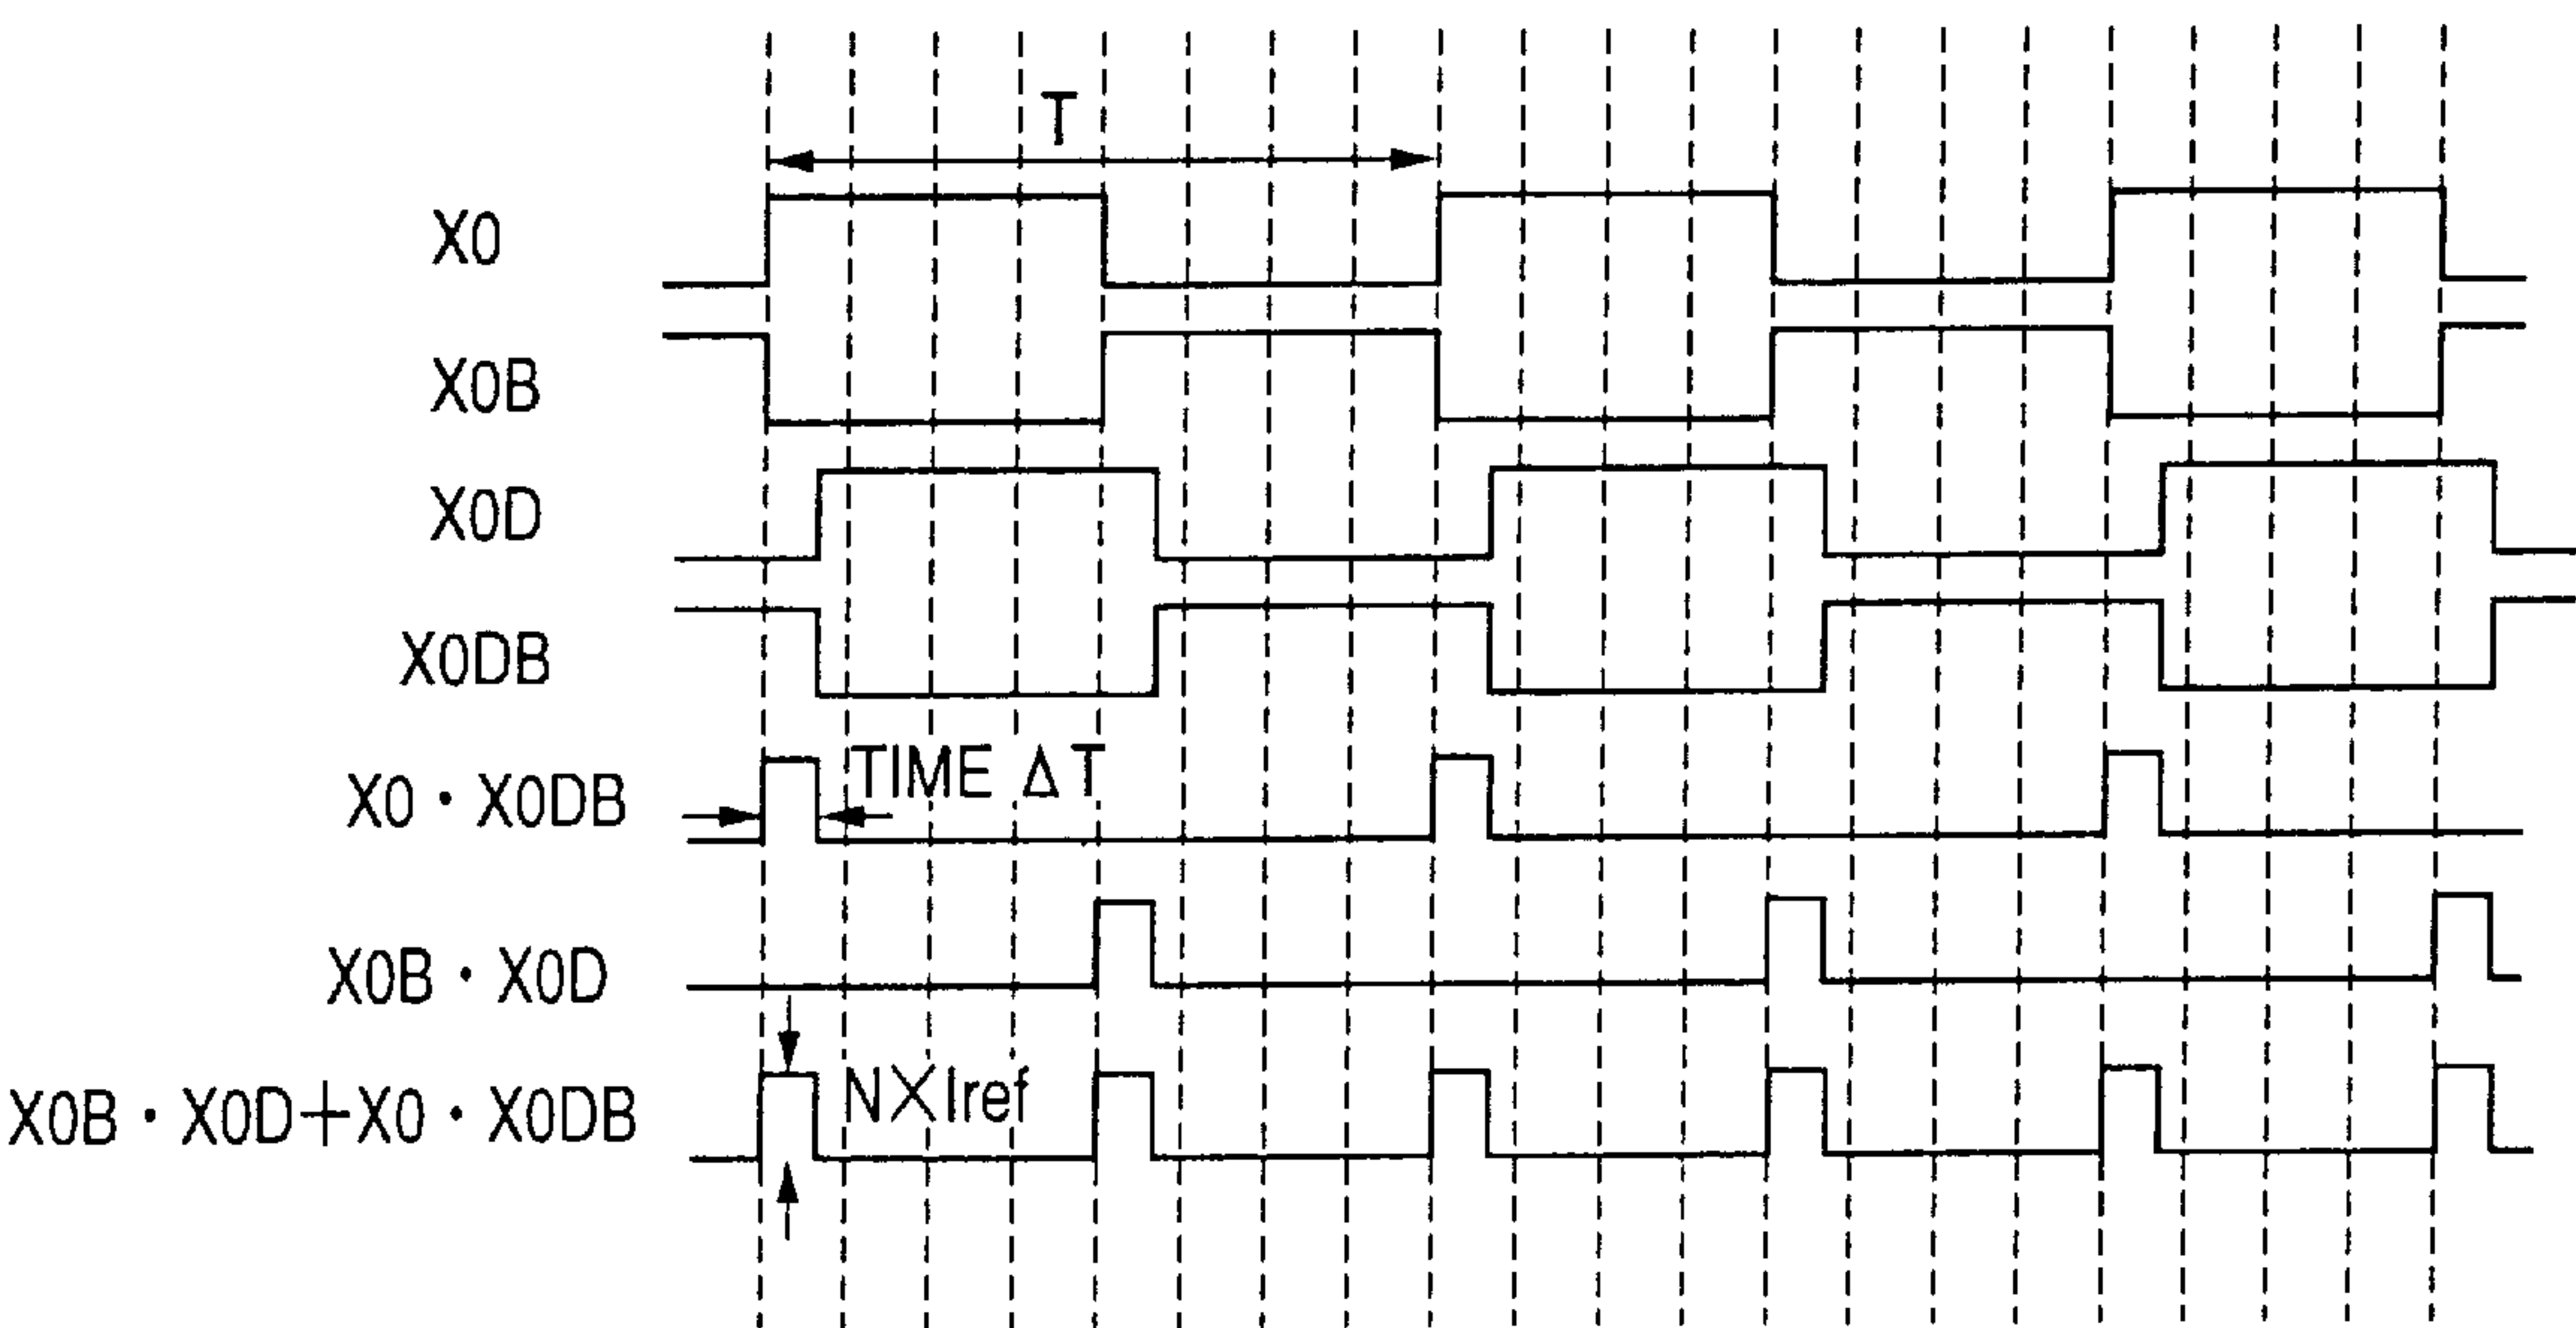 T
X0
X0B
X0D
X0DB
TIME ΔT
X0・X0DB
X0B・X0D
N×Iref
X0B・X0D+X0・X0DB